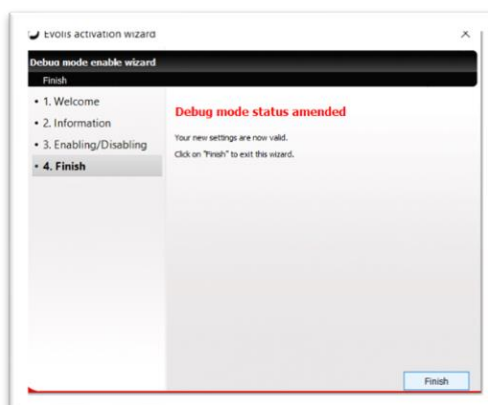 Evolis activation wizard
Debug mode enable wizard
Finish
• 1. Welcome
• 2. Information
• 3. Enabling/Disabling
• 4. Finish
Debug mode status amended
Your new settings are now valid.
Click on "Finish" to exit this wizard.
Finish